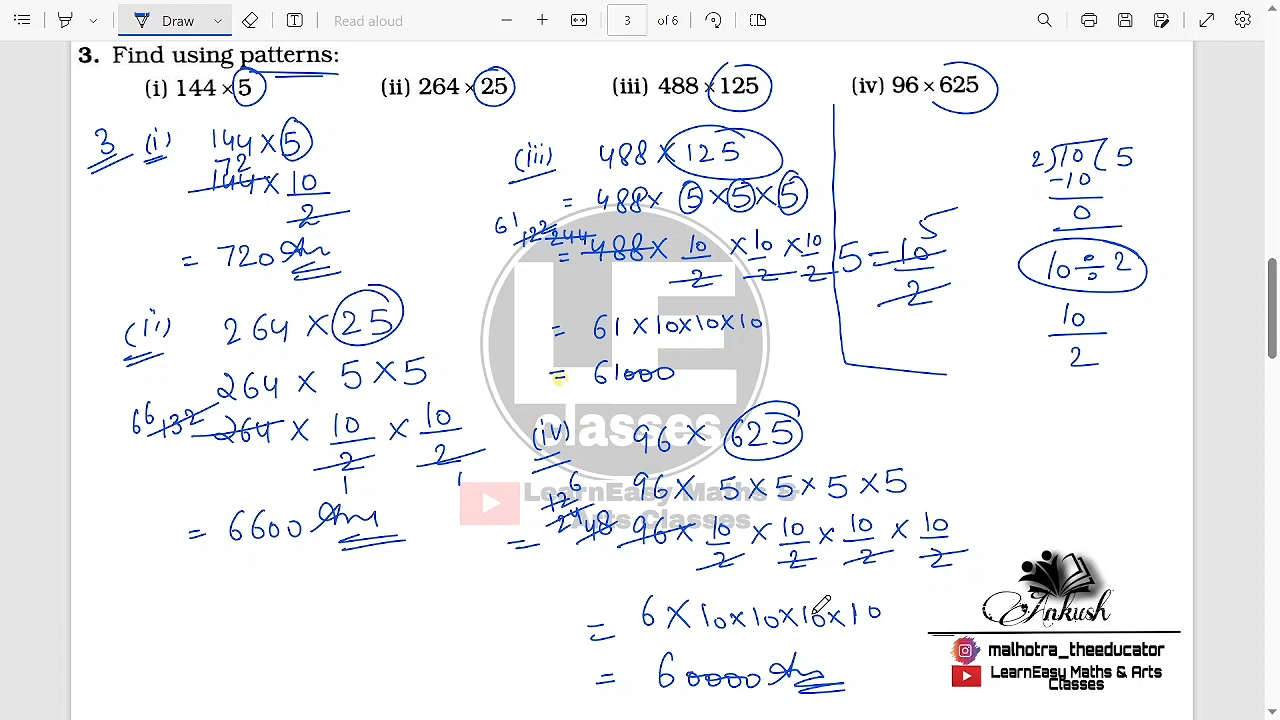 Draw
Read aloud
3
of 6
3. Find using patterns:
(i) 144 × 5
(ii) 264 × 25
(iii) 488 × 125
(iv) 96 × 625
3 (i) 144 × 5
72
144 × 10/2
= 720 Ans
(ii) 264 × 25
264 × 5 × 5
66 132 264 × 10/2 × 10/2
1 1
= 6600 Ans
(iii) 488 × 125
= 488 × 5 × 5 × 5
61 122 244
= 488 × 10/2 × 10/2 × 10/2
= 61 × 10 × 10 × 10
= 61000
5 = 10/2
5
2)10(5
-10
0
10 ÷ 2
10
2
(iv) 96 × 625
96 × 5 × 5 × 5 × 5
6
12
24
= 48 96 × 10/2 × 10/2 × 10/2 × 10/2
= 6 × 10 × 10 × 10 × 10
= 60000 Ans
LE
classes
LearnEasy Maths &
Arts Classes
Ankush
malhotra_theeducator
LearnEasy Maths & Arts
Classes